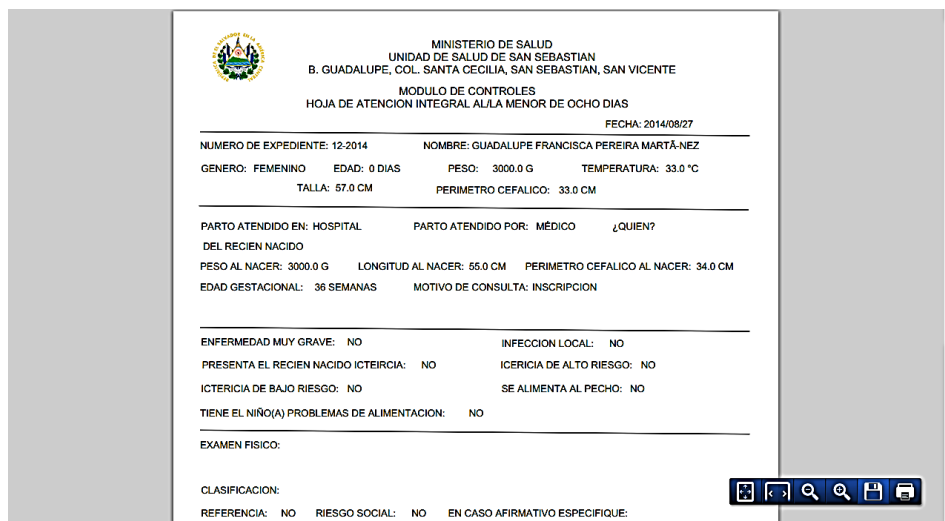 MINISTERIO DE SALUD
UNIDAD DE SALUD DE SAN SEBASTIAN
B. GUADALUPE, COL. SANTA CECILIA, SAN SEBASTIAN, SAN VICENTE
MODULO DE CONTROLES
HOJA DE ATENCION INTEGRAL AL/LA MENOR DE OCHO DIAS
FECHA: 2014/08/27
NUMERO DE EXPEDIENTE: 12-2014 NOMBRE: GUADALUPE FRANCISCA PEREIRA MARTÃ-NEZ
GENERO: FEMENINO EDAD: 0 DIAS PESO: 3000.0 G TEMPERATURA: 33.0 °C
TALLA: 57.0 CM PERIMETRO CEFALICO: 33.0 CM
PARTO ATENDIDO EN: HOSPITAL PARTO ATENDIDO POR: MÉDICO ¿QUIEN?
DEL RECIEN NACIDO
PESO AL NACER: 3000.0 G LONGITUD AL NACER: 55.0 CM PERIMETRO CEFALICO AL NACER: 34.0 CM
EDAD GESTACIONAL: 36 SEMANAS MOTIVO DE CONSULTA: INSCRIPCION
ENFERMEDAD MUY GRAVE: NO INFECCION LOCAL: NO
PRESENTA EL RECIEN NACIDO ICTEIRCIA: NO ICERICIA DE ALTO RIESGO: NO
ICTERICIA DE BAJO RIESGO: NO SE ALIMENTA AL PECHO: NO
TIENE EL NIÑO(A) PROBLEMAS DE ALIMENTACION: NO
EXAMEN FISICO:
CLASIFICACION:
REFERENCIA: NO RIESGO SOCIAL: NO EN CASO AFIRMATIVO ESPECIFIQUE: